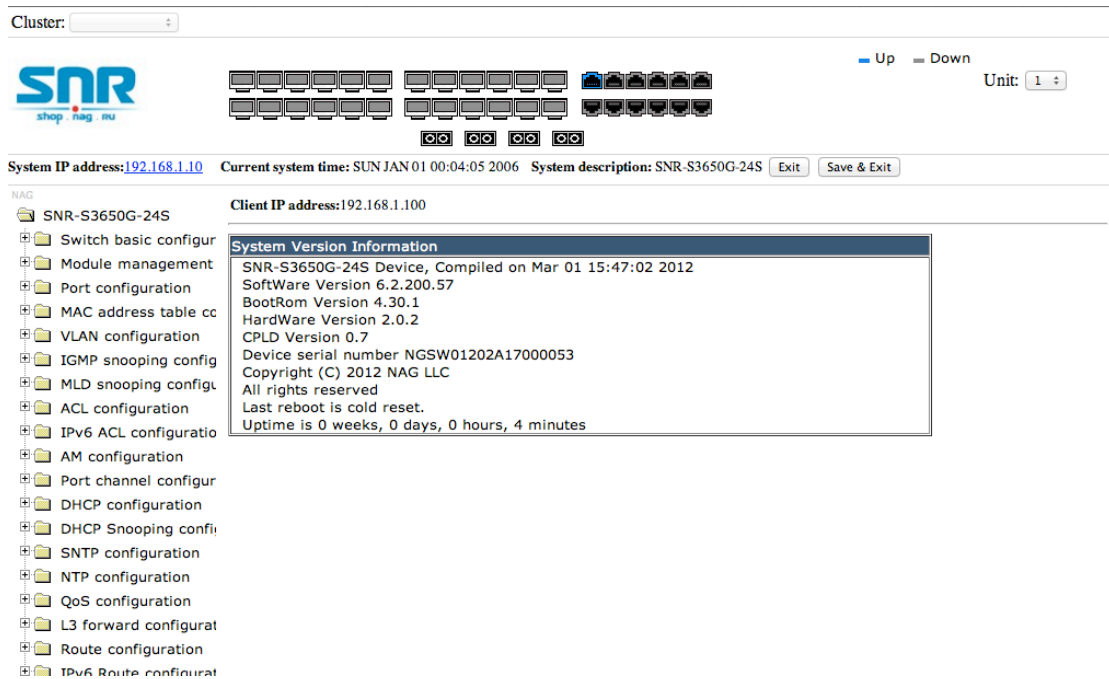 Cluster:
Up Down
Unit: 1
SNR
shop . nag . ru
System IP address:192.168.1.10 Current system time: SUN JAN 01 00:04:05 2006 System description: SNR-S3650G-24S Exit Save & Exit
NAG
SNR-S3650G-24S
Switch basic configur
Module management
Port configuration
MAC address table cc
VLAN configuration
IGMP snooping config
MLD snooping configu
ACL configuration
IPv6 ACL configuratio
AM configuration
Port channel configur
DHCP configuration
DHCP Snooping confi
SNTP configuration
NTP configuration
QoS configuration
L3 forward configurat
Route configuration
IPv6 Route configurat
Client IP address:192.168.1.100
System Version Information
SNR-S3650G-24S Device, Compiled on Mar 01 15:47:02 2012
SoftWare Version 6.2.200.57
BootRom Version 4.30.1
HardWare Version 2.0.2
CPLD Version 0.7
Device serial number NGSW01202A17000053
Copyright (C) 2012 NAG LLC
All rights reserved
Last reboot is cold reset.
Uptime is 0 weeks, 0 days, 0 hours, 4 minutes